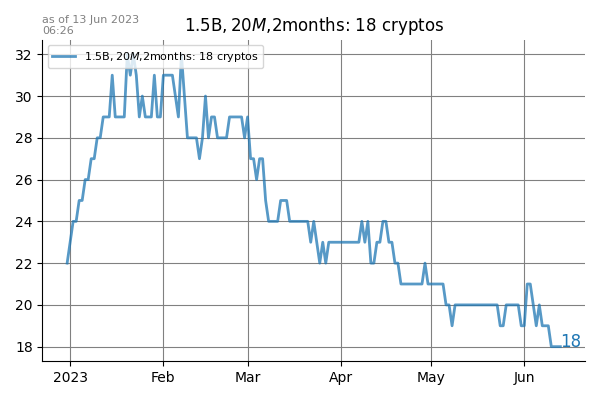 as of 13 Jun 2023
06:26
1.5B, 20M,2months: 18 cryptos
1.5B, 20M,2months: 18 cryptos
32
30
28
26
24
22
20
18
18
2023 Feb Mar Apr May Jun